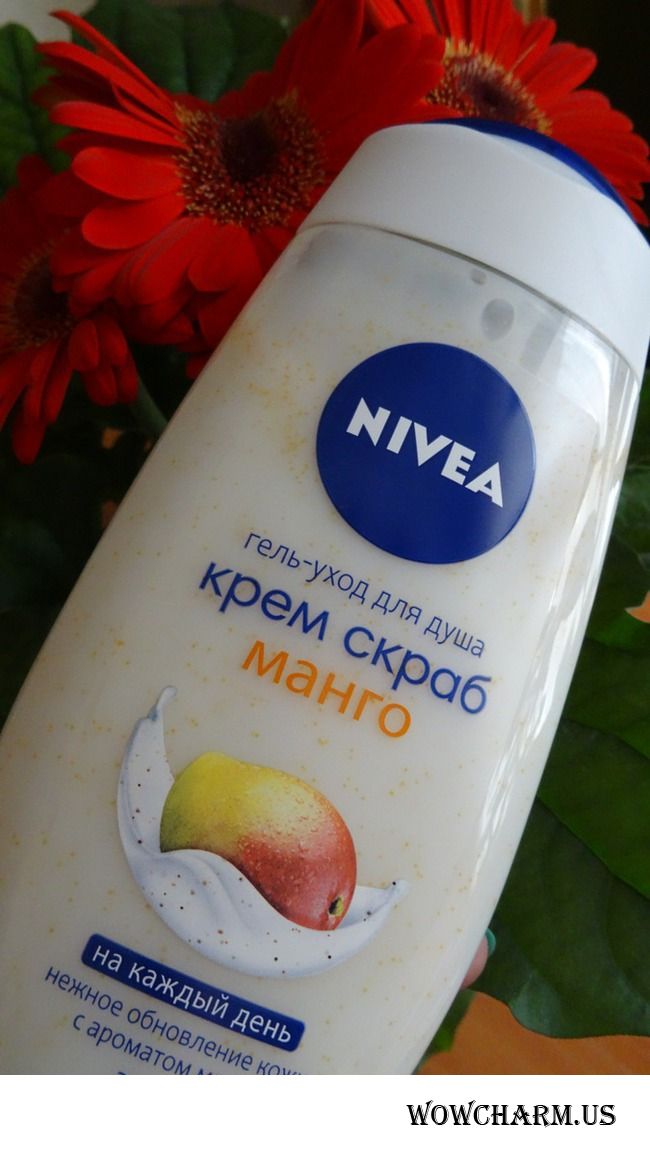 NIVEA
гель-уход для душа
крем скраб
манго
на каждый день
нежное обновление
с ароматом
WOWCHARM.US